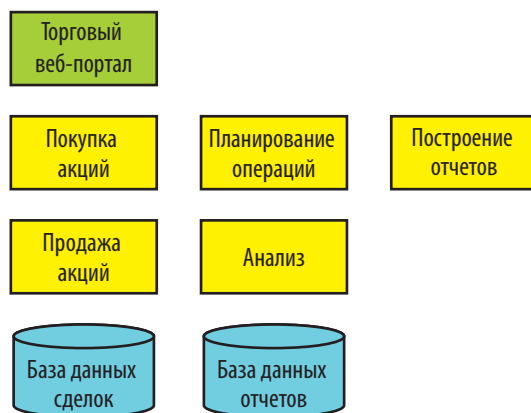 Торговый
веб-портал
Покупка
акций
Планирование
операций
Построение
отчетов
Продажа
акций
Анализ
База данных
сделок
База данных
отчетов